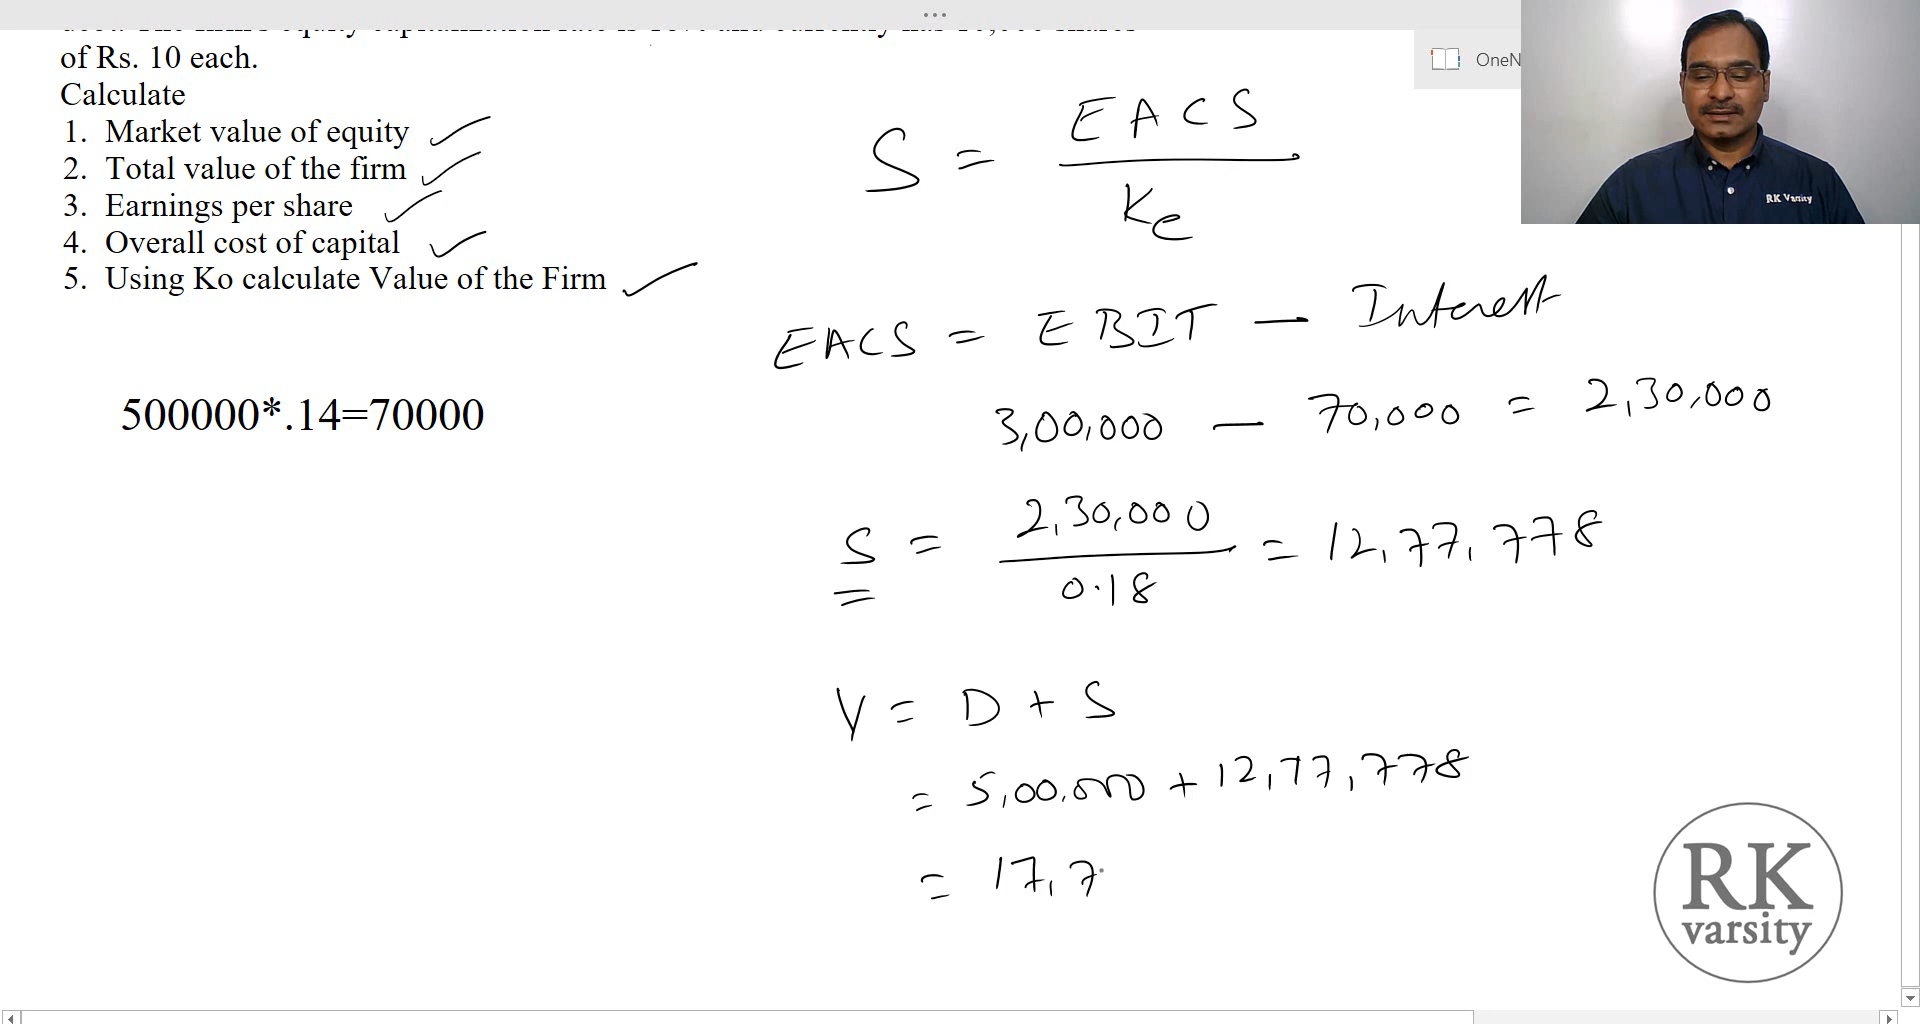 of Rs. 10 each.
Calculate
1. Market value of equity
2. Total value of the firm
3. Earnings per share
4. Overall cost of capital
5. Using Ko calculate Value of the Firm
500000*.14=70000
OneN
RK Varsity
S = EACS / Ke
EACS = EBIT − Interest
3,00,000 − 70,000 = 2,30,000
S = 2,30,000 / 0.18 = 12,77,778
V = D + S
= 5,00,000 + 12,77,778
= 17,7
RK
varsity